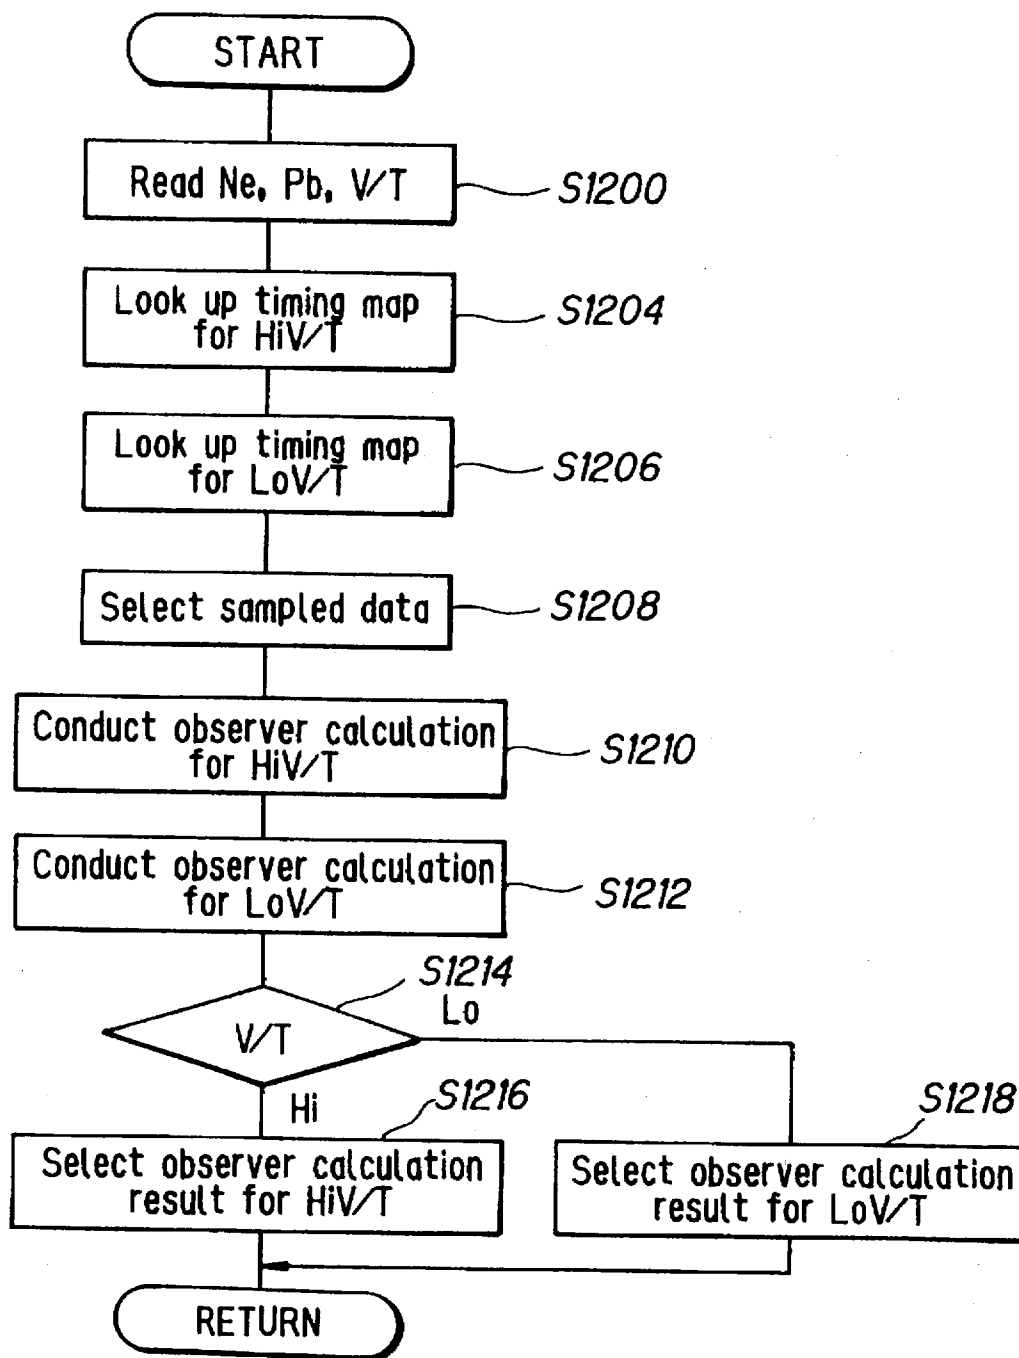 START
Read Ne, Pb, V/T
S1200
Look up timing map
for HiV/T
S1204
Look up timing map
for LoV/T
S1206
Select sampled data
S1208
Conduct observer calculation
for HiV/T
S1210
Conduct observer calculation
for LoV/T
S1212
S1214
V/T
Lo
Hi
S1216
S1218
Select observer calculation
result for HiV/T
Select observer calculation
result for LoV/T
RETURN